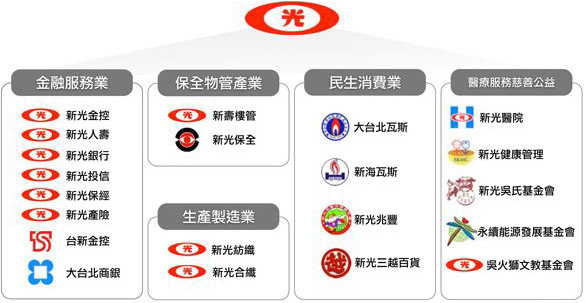 光
金融服務業
光 新光金控
光 新光人壽
光 新光銀行
光 新光投信
光 新光保經
光 新光產險
台新金控
大台北商銀
保全物管產業
光 新壽樓管
新光保全
生產製造業
光 新光紡織
光 新光合纖
民生消費業
大台北瓦斯
新海瓦斯
新光兆豐
越 新光三越百貨
醫療服務慈善公益
光 新光醫院
新光健康管理
新光吳氏基金會
永續能源發展基金會
光 吳火獅文教基金會